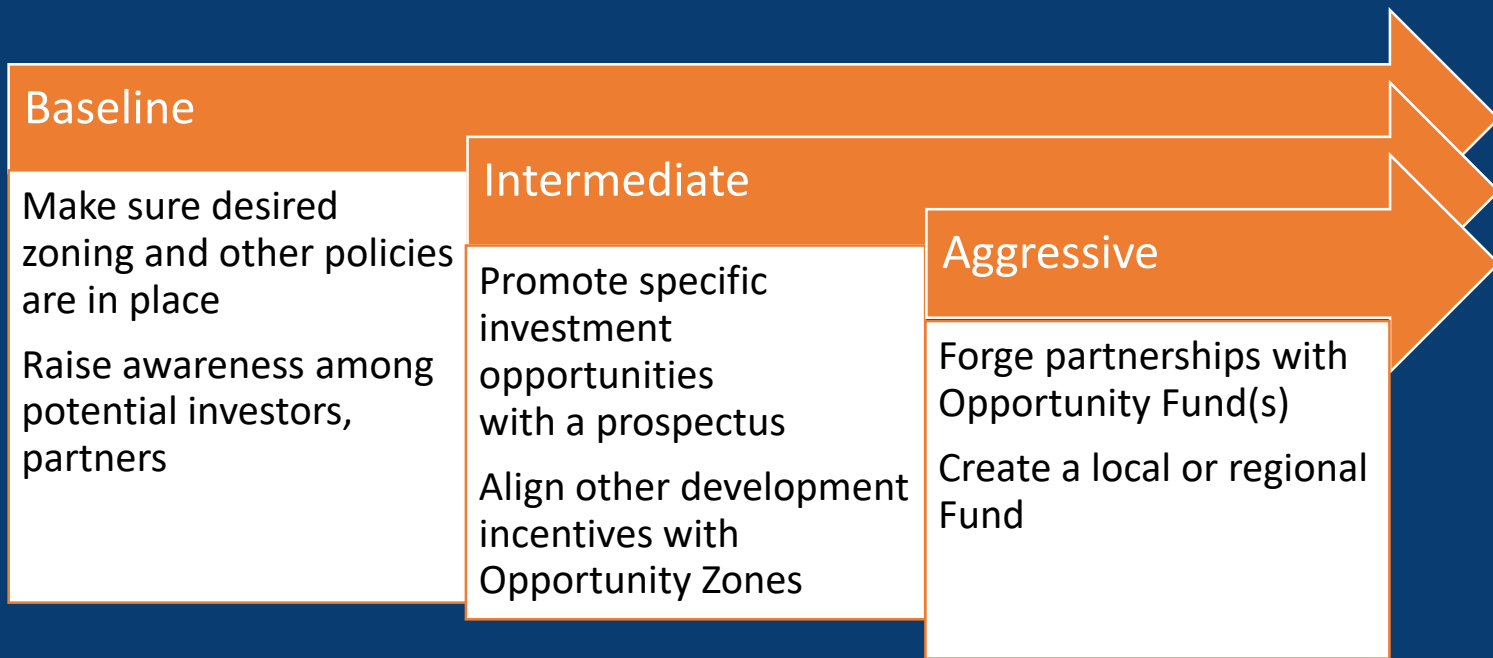 Baseline
Make sure desired
zoning and other policies
are in place
Raise awareness among
potential investors,
partners
Intermediate
Promote specific
investment
opportunities
with a prospectus
Align other development
incentives with
Opportunity Zones
Aggressive
Forge partnerships with
Opportunity Fund(s)
Create a local or regional
Fund